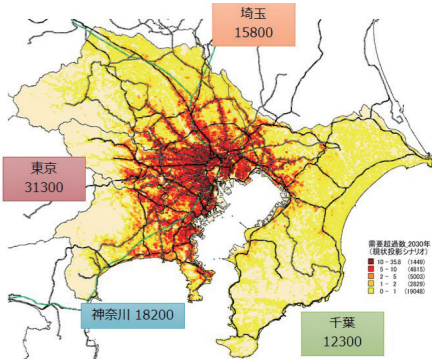 埼玉
15800
東京
31300
需要超過数_2030年
(現状投影シナリオ)
10 - 35.8 (1449)
5 - 10 (4815)
2 - 5 (5003)
1 - 2 (2829)
0 - 1 (19048)
神奈川 18200
千葉
12300